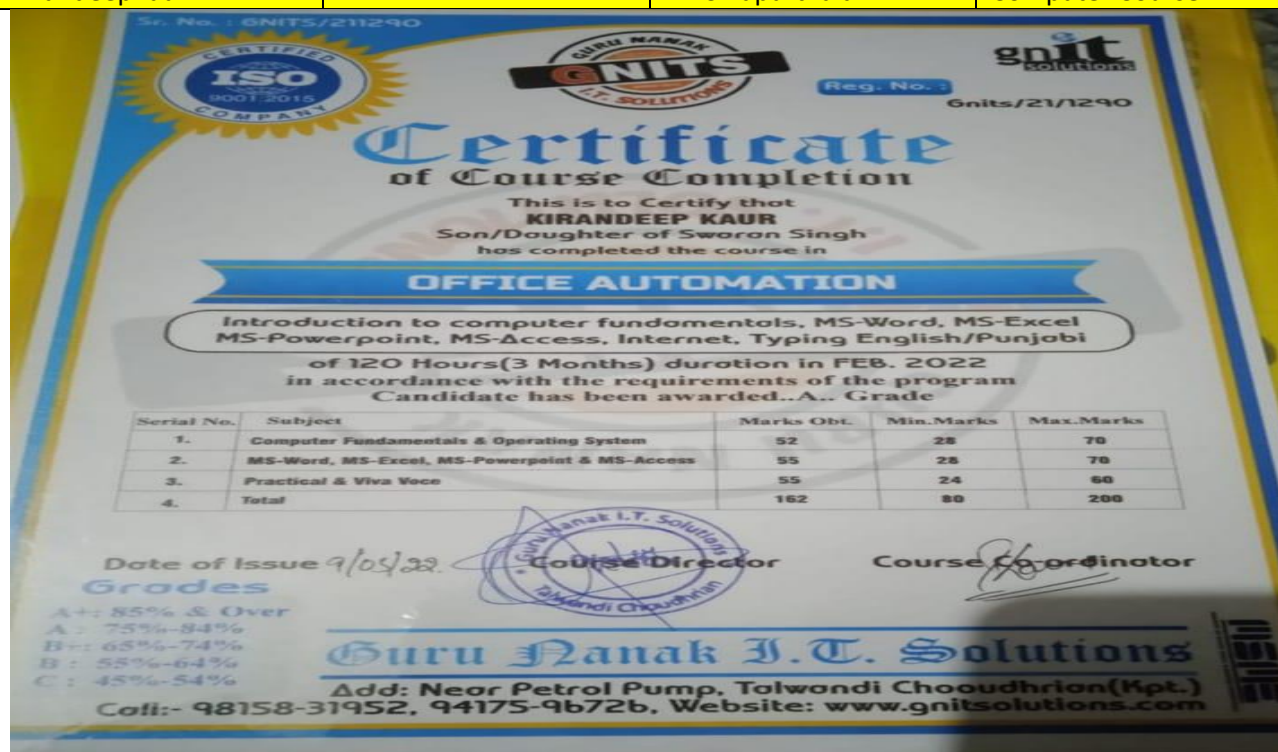 Sr. No. : GNITS/211290
CERTIFIED
ISO
9001:2015
COMPANY
GURU NANAK
GNITS
I.T. SOLUTIONS
gnitt
solutions
Reg. No. :
Gnits/21/1290
Certificate
of Course Completion
This is to Certify that
KIRANDEEP KAUR
Son/Daughter of Swaran Singh
has completed the course in
OFFICE AUTOMATION
Introduction to computer fundamentals, MS-Word, MS-Excel
MS-Powerpoint, MS-Access, Internet, Typing English/Punjabi
of 120 Hours(3 Months) duration in FEB. 2022
in accordance with the requirements of the program
Candidate has been awarded..A.. Grade
Serial No. Subject Marks Obt. Min.Marks Max.Marks
1. Computer Fundamentals & Operating System 52 28 70
2. MS-Word, MS-Excel, MS-Powerpoint & MS-Access 55 28 70
3. Practical & Viva Voce 55 24 60
4. Total 162 80 200
Guru Nanak I.T. Solutions
Talwandi Choudhrian
Date of Issue 9/05/22 Course Director Course Co-ordinator
Grades
A+: 85% & Over
A : 75%-84%
B+: 65%-74%
B : 55%-64%
C : 45%-54%
Guru Nanak I.T. Solutions
Add: Near Petrol Pump, Talwandi Chooudhrian(Kpt.)
Call:- 98158-31952, 94175-96726, Website: www.gnitsolutions.com